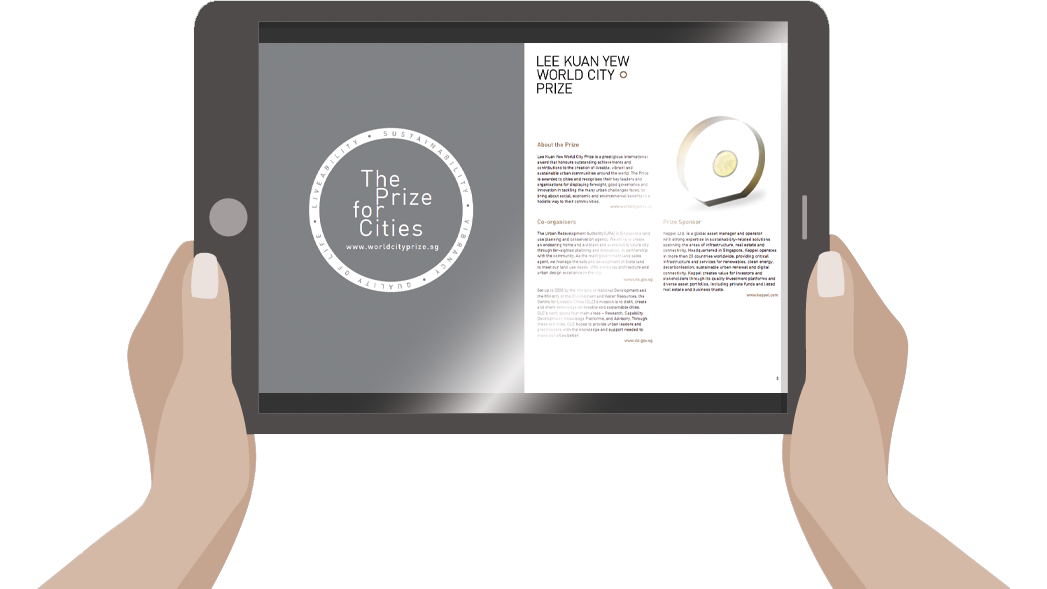 LIVEABILITY • SUSTAINABILITY • VIBRANCY • QUALITY OF LIFE •
The
Prize
for
Cities
www.worldcityprize.sg
LEE KUAN YEW
WORLD CITY
PRIZE
About the Prize
Lee Kuan Yew World City Prize is a prestigious international
award that honours outstanding achievements and
contributions to the creation of liveable, vibrant and
sustainable urban communities around the world. The Prize
is awarded to cities and recognises their key leaders and
organisations for displaying foresight, good governance and
innovation in tackling the many urban challenges faced, to
bring about social, economic and environmental benefits in a
holistic way to their communities.
Co-organisers
The Urban Redevelopment Authority (URA) is Singapore's land
use planning and conservation agency.
an endearing home and a vibrant and sustainable future city
through far-sighted planning and innovation, in partnership
with the community. As the main government land sales
agent, we manage the sale and development of State land
to meet our land use needs.
urban design excellence in the city.
www.ura.gov.sg
Set up in 2008 by the Ministry of National Development and
the Ministry of the Environment and Water Resources, the
Centre for Liveable Cities (CLC)'s mission is to distil, create
and share knowledge on liveable and sustainable cities.
CLC's work spans four main areas – Research, Capability
Development, Knowledge Platforms, and Advisory. Through
these activities, CLC hopes to provide urban leaders and
practitioners with the knowledge and support needed to
make our cities better.
www.clc.gov.sg
Prize Sponsor
Keppel Ltd. is a global asset manager and operator
with strong expertise in sustainability-related solutions
spanning the areas of infrastructure, real estate and
connectivity. Headquartered in Singapore, Keppel operates
in more than 20 countries worldwide, providing critical
infrastructure and services for renewables, clean energy,
decarbonisation, sustainable urban renewal and digital
connectivity. Keppel creates value for investors and
stakeholders through its quality investment platforms and
diverse asset portfolios, including private funds and listed
real estate and business trusts.
www.keppel.com